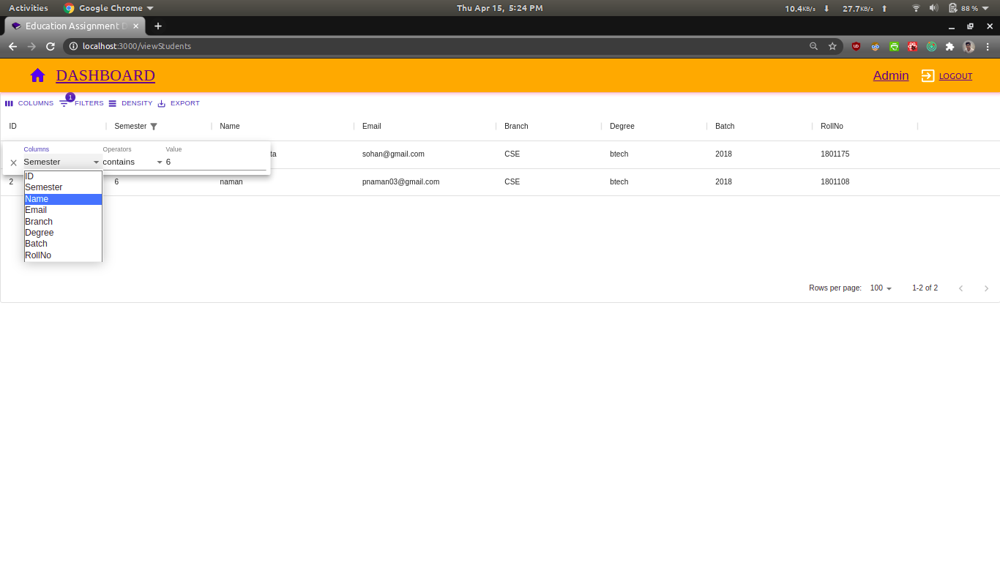 Activities Google Chrome Thu Apr 15, 5:24 PM 10.4KB/s 27.7KB/s 88 %
Education Assignment
localhost:3000/viewStudents
DASHBOARD Admin LOGOUT
COLUMNS 1 FILTERS DENSITY EXPORT
ID Semester Name Email Branch Degree Batch RollNo
Columns Operators Value
Semester contains 6
ta sohan@gmail.com CSE btech 2018 1801175
2 6 naman pnaman03@gmail.com CSE btech 2018 1801108
ID
Semester
Name
Email
Branch
Degree
Batch
RollNo
Rows per page: 100 1-2 of 2